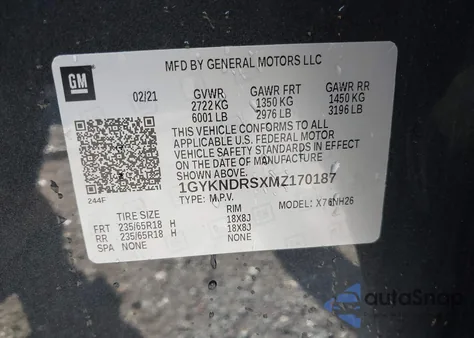 MFD BY GENERAL MOTORS LLC
GM
02/21 GVWR GAWR FRT GAWR RR
2722 KG 1350 KG 1450 KG
6001 LB 2976 LB 3196 LB
THIS VEHICLE CONFORMS TO ALL
APPLICABLE U.S. FEDERAL MOTOR
VEHICLE SAFETY STANDARDS IN EFFECT
ON THE DATE OF MANUFACTURE
SHOWN ABOVE.
1GYKNDRSXMZ170187
244F TYPE: M.P.V. MODEL: X76NH26
TIRE SIZE RIM
FRT 235/65R18 H 18X8J
RR 235/65R18 H 18X8J
SPA NONE NONE
autoSnap